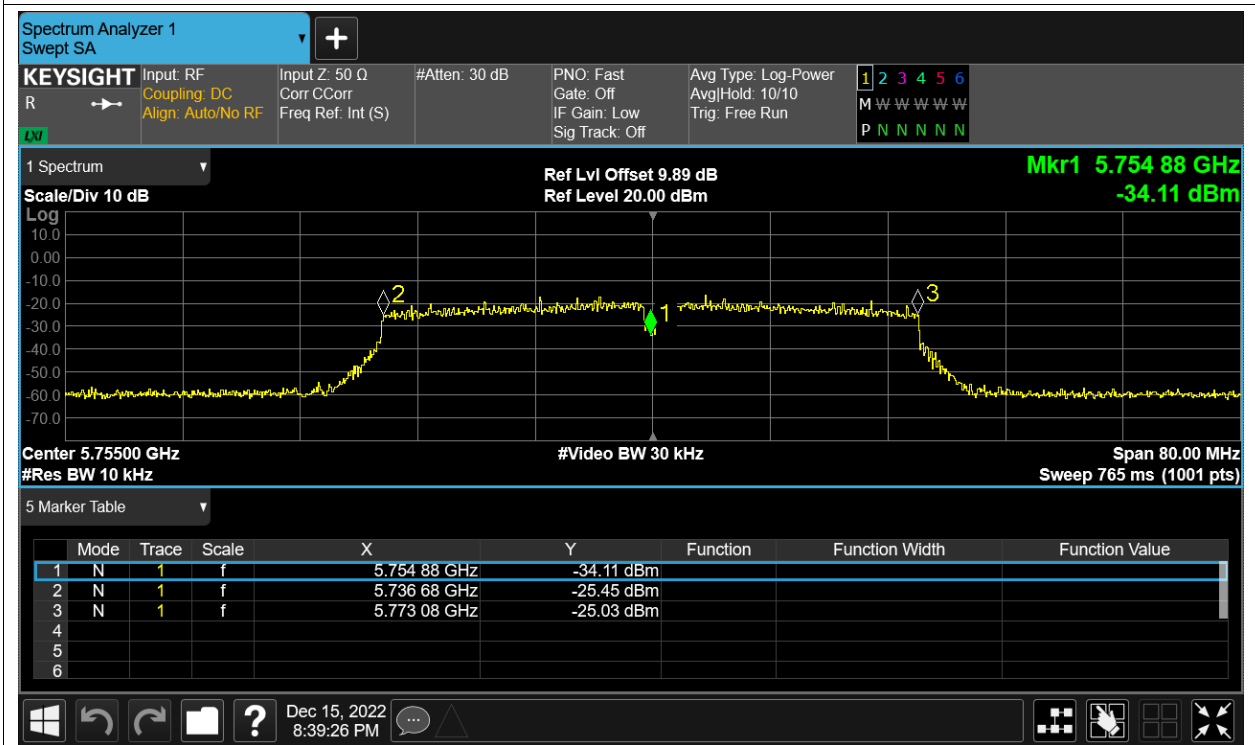 Spectrum Analyzer 1
Swept SA
+
KEYSIGHT Input: RF Input Z: 50 Ω #Atten: 30 dB PNO: Fast Avg Type: Log-Power 1 2 3 4 5 6
R Coupling: DC Corr CCorr Gate: Off Avg|Hold: 10/10 M W W W W W
Align: Auto/No RF Freq Ref: Int (S) IF Gain: Low Trig: Free Run
LXI Sig Track: Off P N N N N N
1 Spectrum Ref Lvl Offset 9.89 dB Mkr1 5.754 88 GHz
Scale/Div 10 dB Ref Level 20.00 dBm -34.11 dBm
Log
10.0
0.00
-10.0
2 3
-20.0
1
-30.0
-40.0
-50.0
-60.0
-70.0
Center 5.75500 GHz #Video BW 30 kHz Span 80.00 MHz
#Res BW 10 kHz Sweep 765 ms (1001 pts)
5 Marker Table
Mode Trace Scale X Y Function Function Width Function Value
1 N 1 f 5.754 88 GHz -34.11 dBm
2 N 1 f 5.736 68 GHz -25.45 dBm
3 N 1 f 5.773 08 GHz -25.03 dBm
4
5
6
? Dec 15, 2022
8:39:26 PM